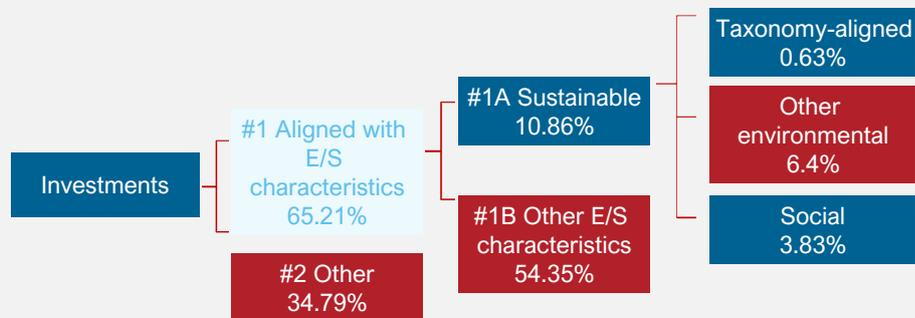 Investments
#1 Aligned with
E/S
characteristics
65.21%
#2 Other
34.79%
#1A Sustainable
10.86%
#1B Other E/S
characteristics
54.35%
Taxonomy-aligned
0.63%
Other
environmental
6.4%
Social
3.83%